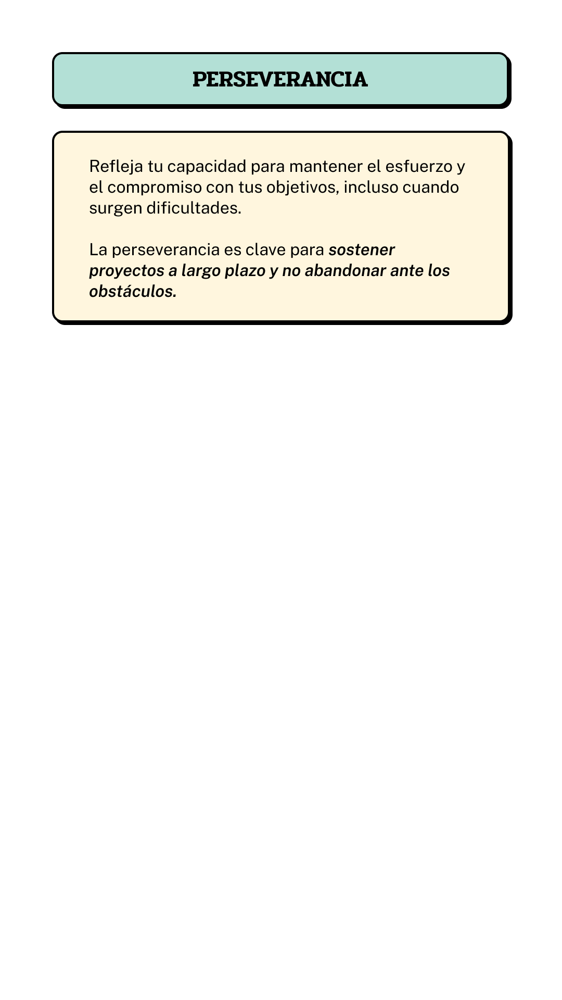 PERSEVERANCIA
Refleja tu capacidad para mantener el esfuerzo y
el compromiso con tus objetivos, incluso cuando
surgen dificultades.
La perseverancia es clave para sostener
proyectos a largo plazo y no abandonar ante los
obstáculos.